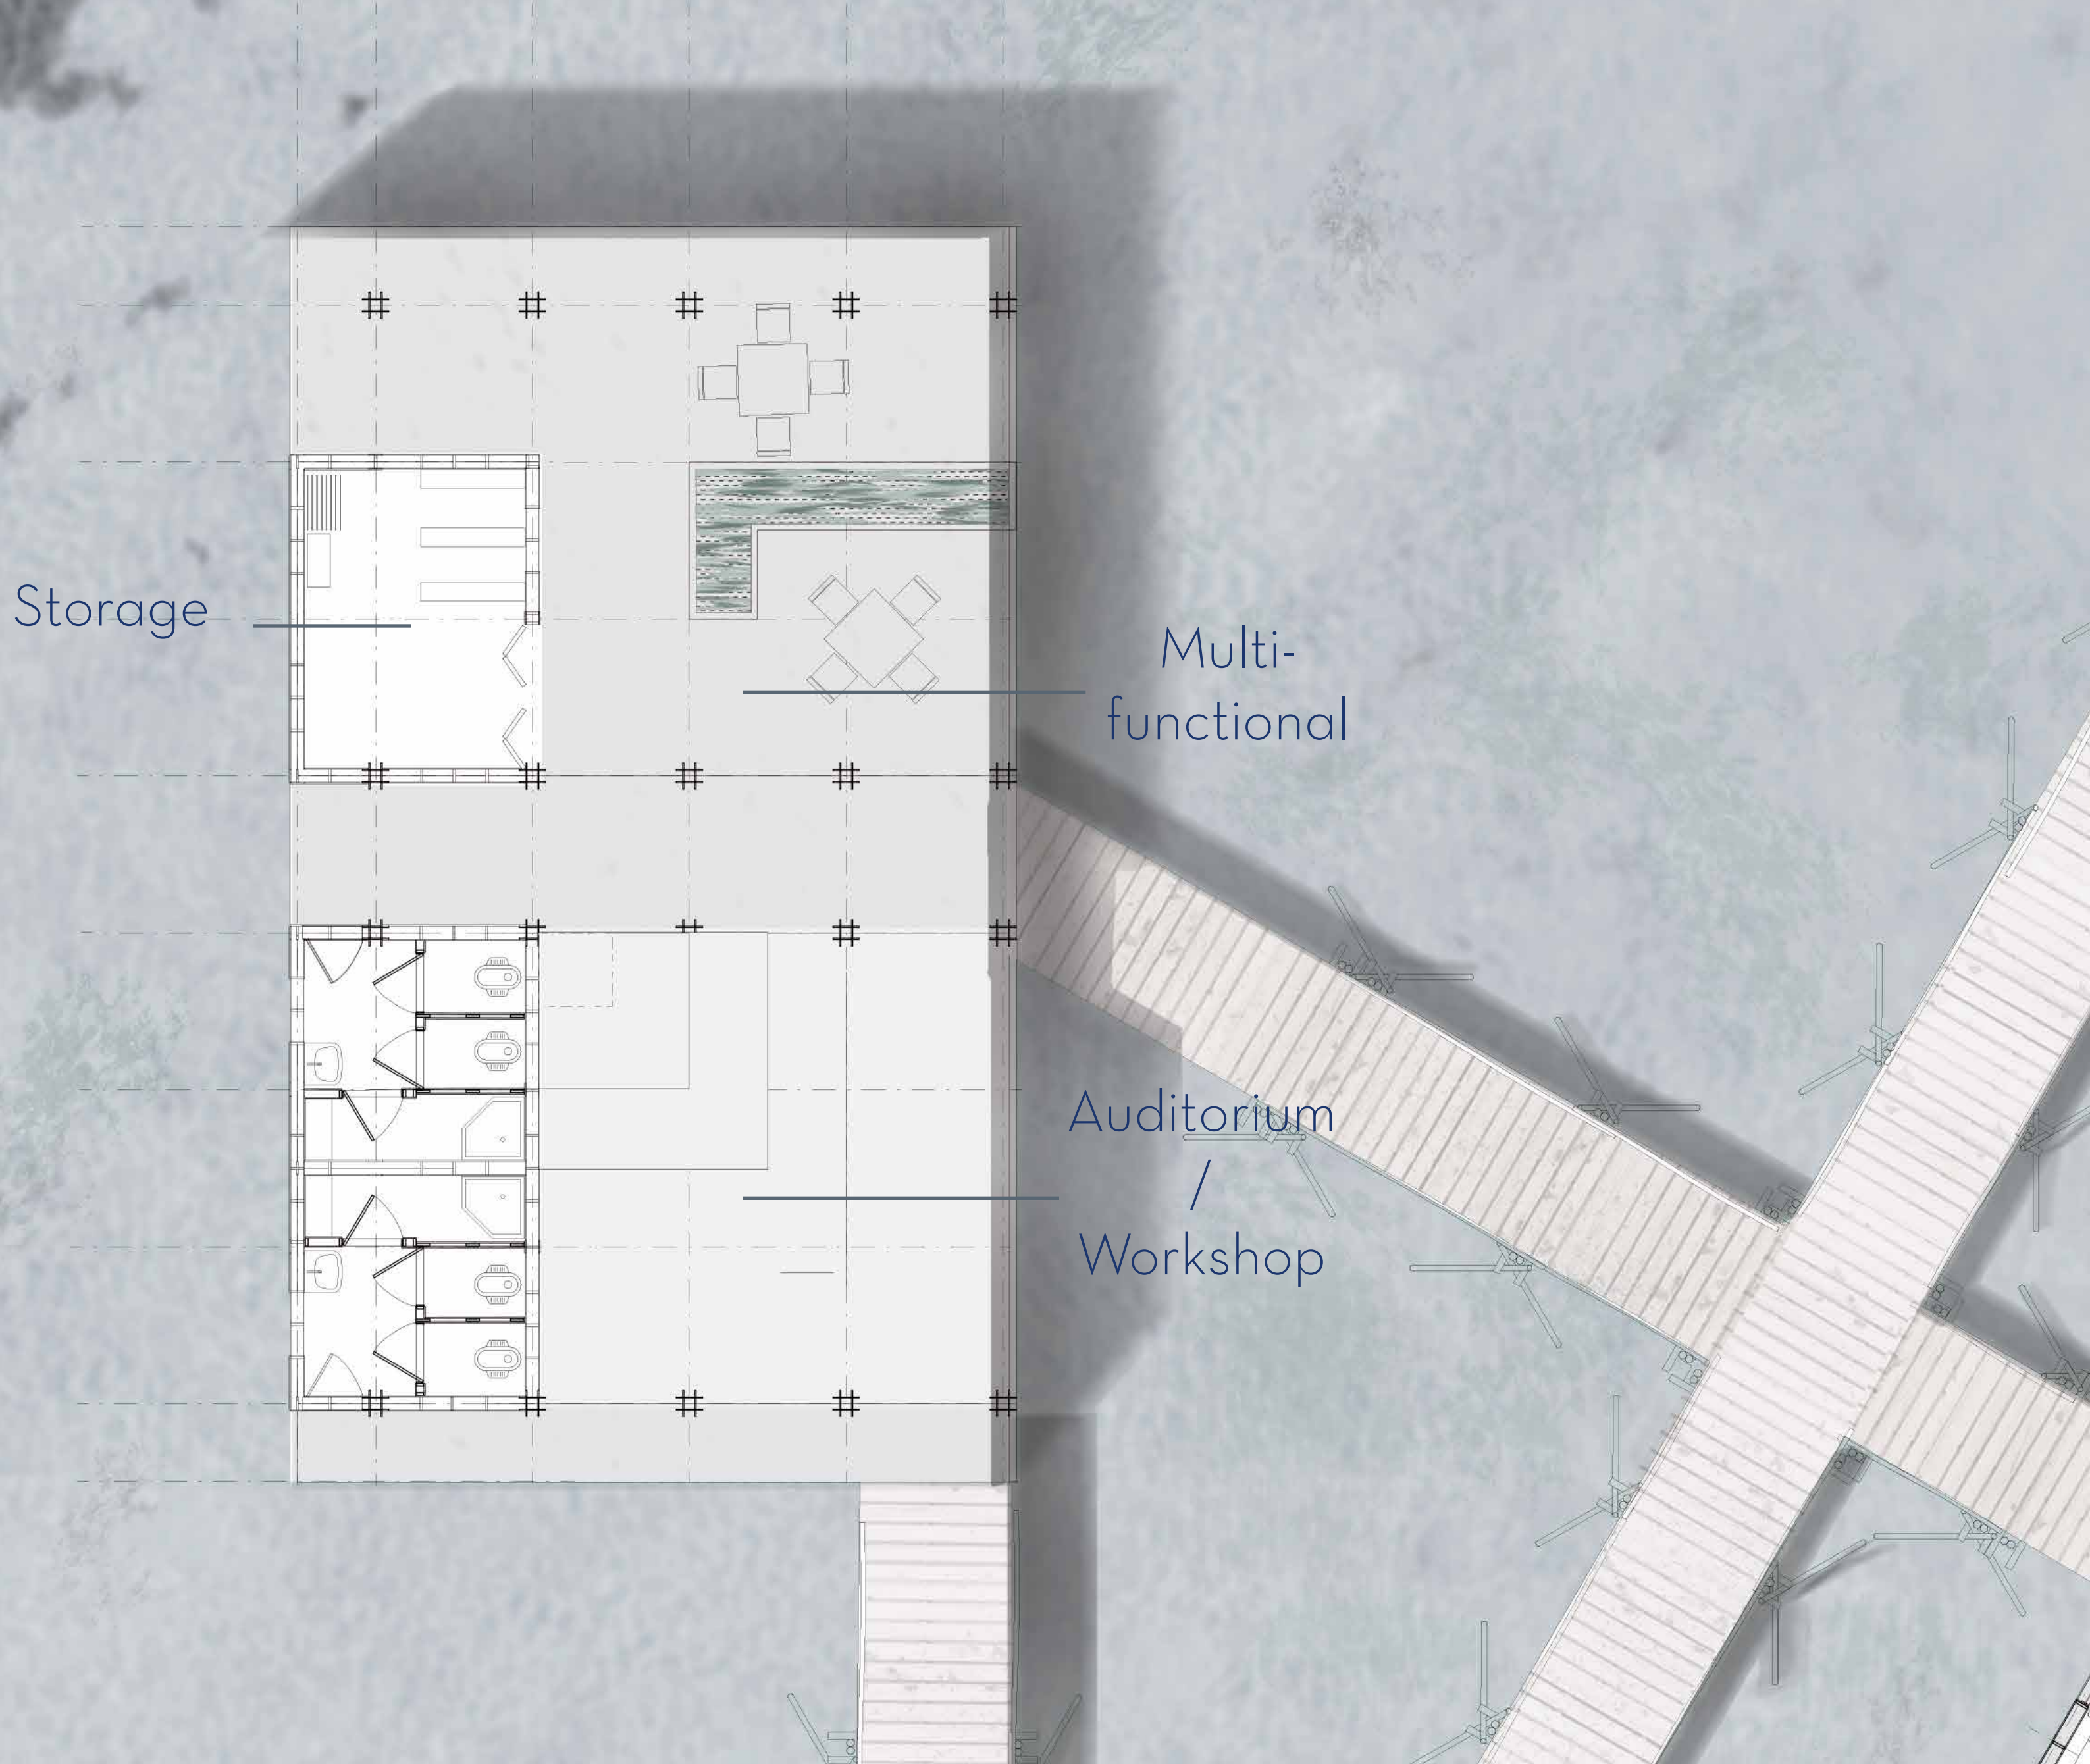 Storage
Multi-
functional
Auditorium
/
Workshop